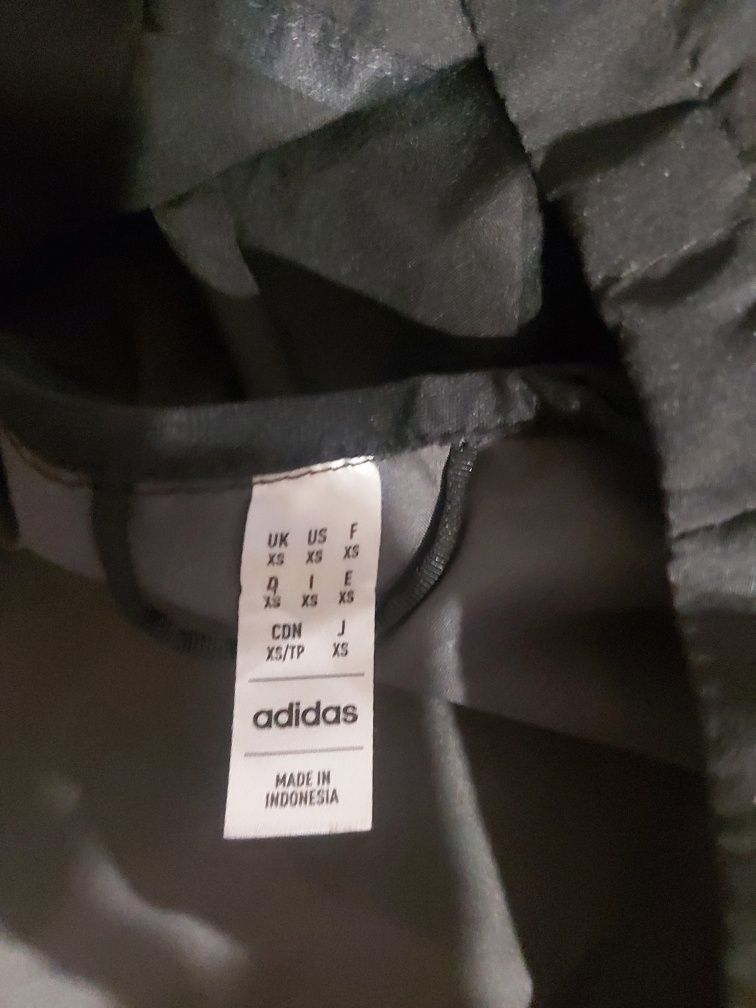 UK US F
XS XS XS
D I E
XS XS XS
CDN J
XS/TP XS
adidas
MADE IN
INDONESIA